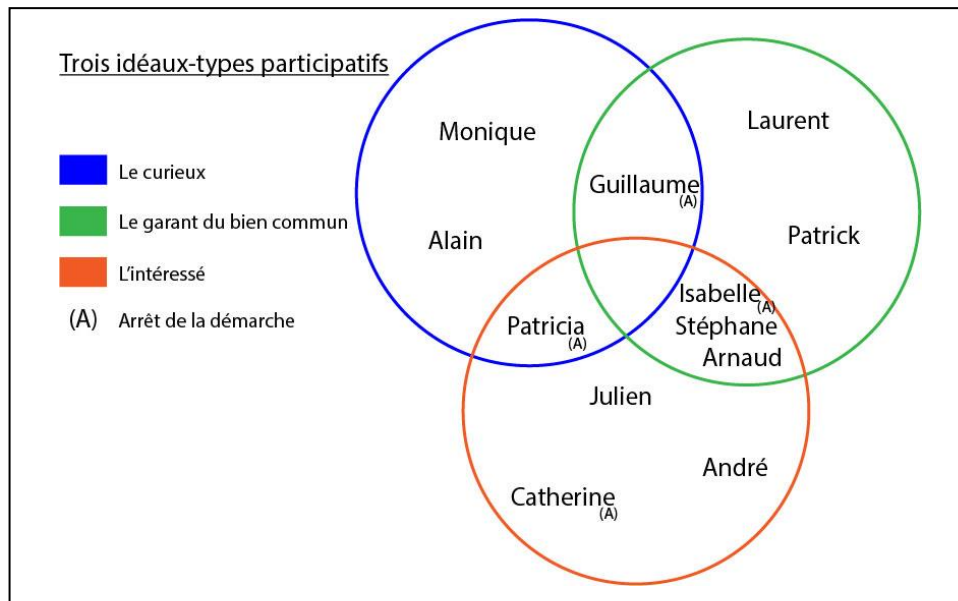 Trois idéaux-types participatifs
Le curieux
Le garant du bien commun
L'intéressé
(A) Arrêt de la démarche
Monique
Alain
Guillaume
(A)
Laurent
Patrick
Patricia
(A)
Isabelle
(A)
Stéphane
Arnaud
Julien
André
Catherine
(A)